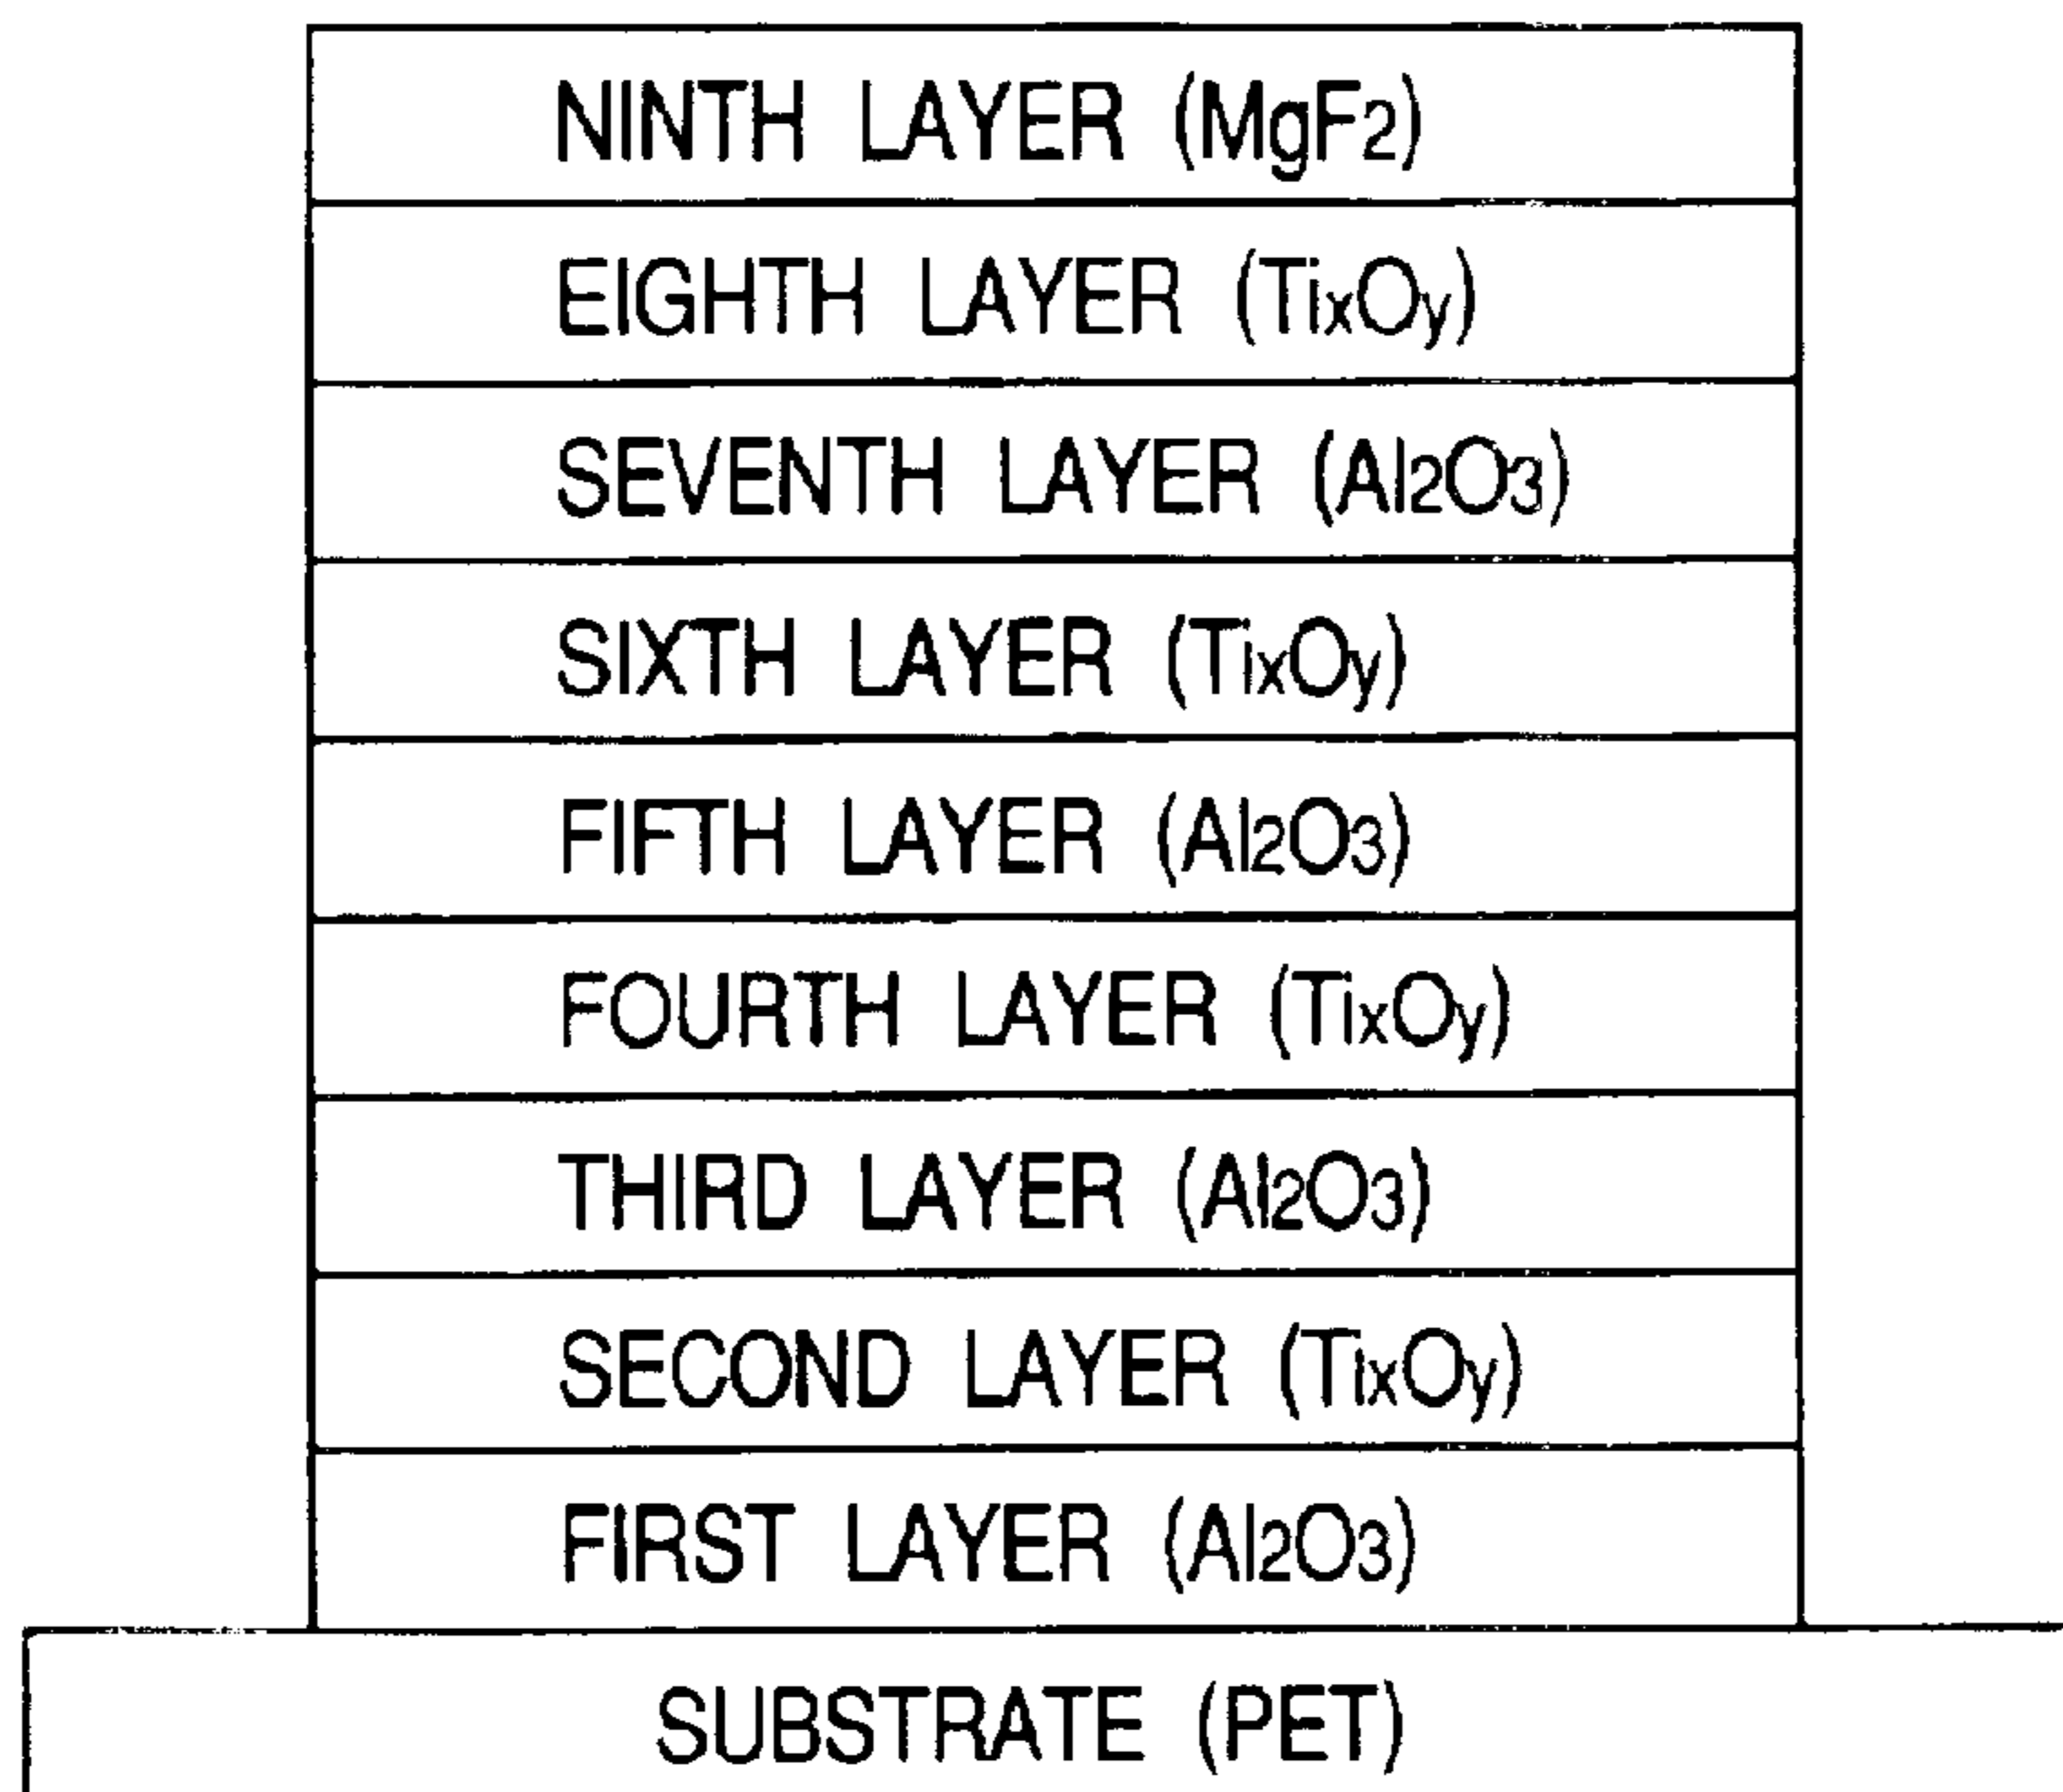 NINTH LAYER (MgF2)
EIGHTH LAYER (TixOy)
SEVENTH LAYER (Al2O3)
SIXTH LAYER (TixOy)
FIFTH LAYER (Al2O3)
FOURTH LAYER (TixOy)
THIRD LAYER (Al2O3)
SECOND LAYER (TixOy)
FIRST LAYER (Al2O3)
SUBSTRATE (PET)